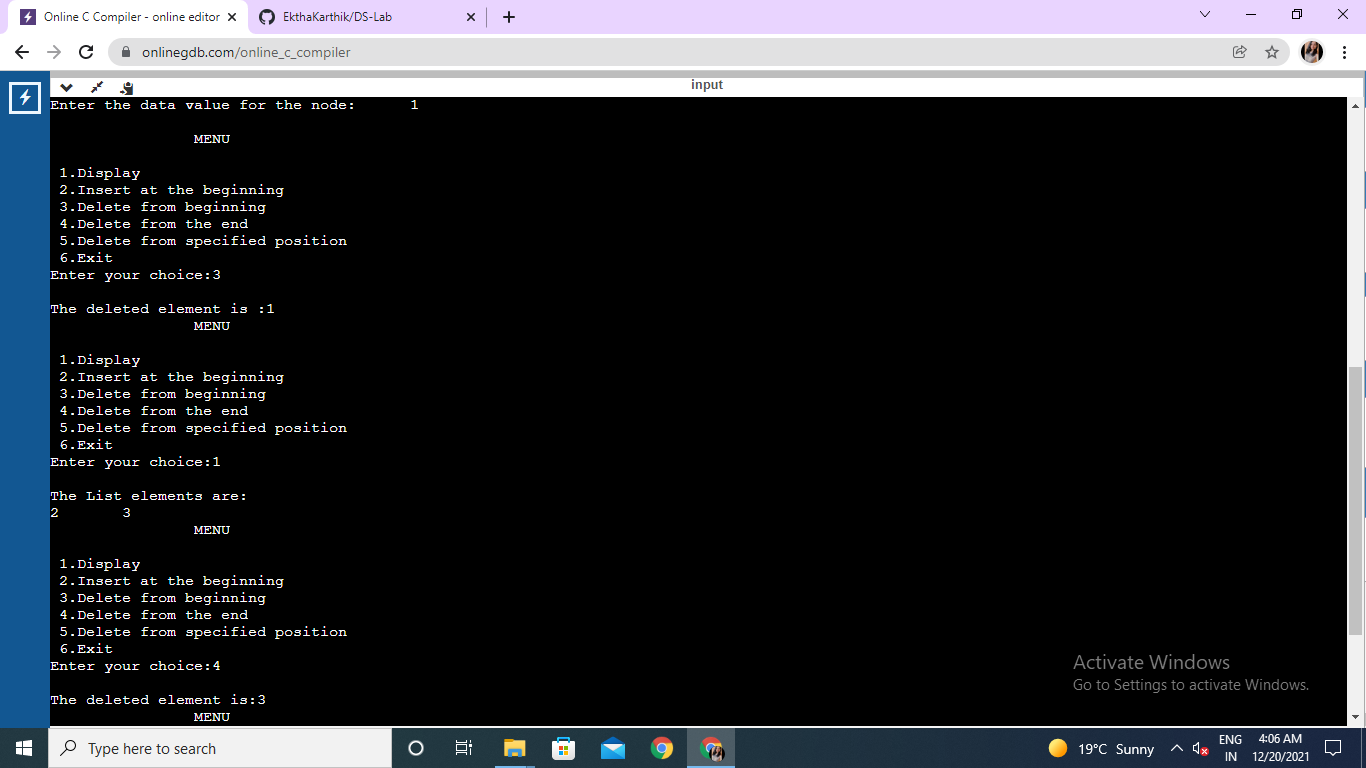 Online C Compiler - online editor
EkthaKarthik/DS-Lab
onlinegdb.com/online_c_compiler
input
Enter the data value for the node: 1
MENU
1.Display
2.Insert at the beginning
3.Delete from beginning
4.Delete from the end
5.Delete from specified position
6.Exit
Enter your choice:3
The deleted element is :1
MENU
1.Display
2.Insert at the beginning
3.Delete from beginning
4.Delete from the end
5.Delete from specified position
6.Exit
Enter your choice:1
The List elements are:
2 3
MENU
1.Display
2.Insert at the beginning
3.Delete from beginning
4.Delete from the end
5.Delete from specified position
6.Exit
Enter your choice:4
The deleted element is:3
MENU
Activate Windows
Go to Settings to activate Windows.
Type here to search
19°C Sunny
ENG
IN
4:06 AM
12/20/2021